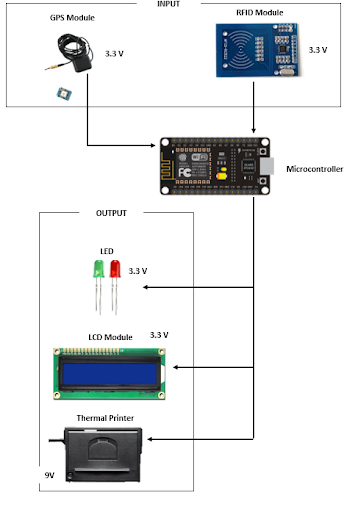 INPUT
GPS Module
RFID Module
3.3 V
3.3 V
Microcontroller
OUTPUT
LED
3.3 V
3.3 V
LCD Module
Thermal Printer
9V